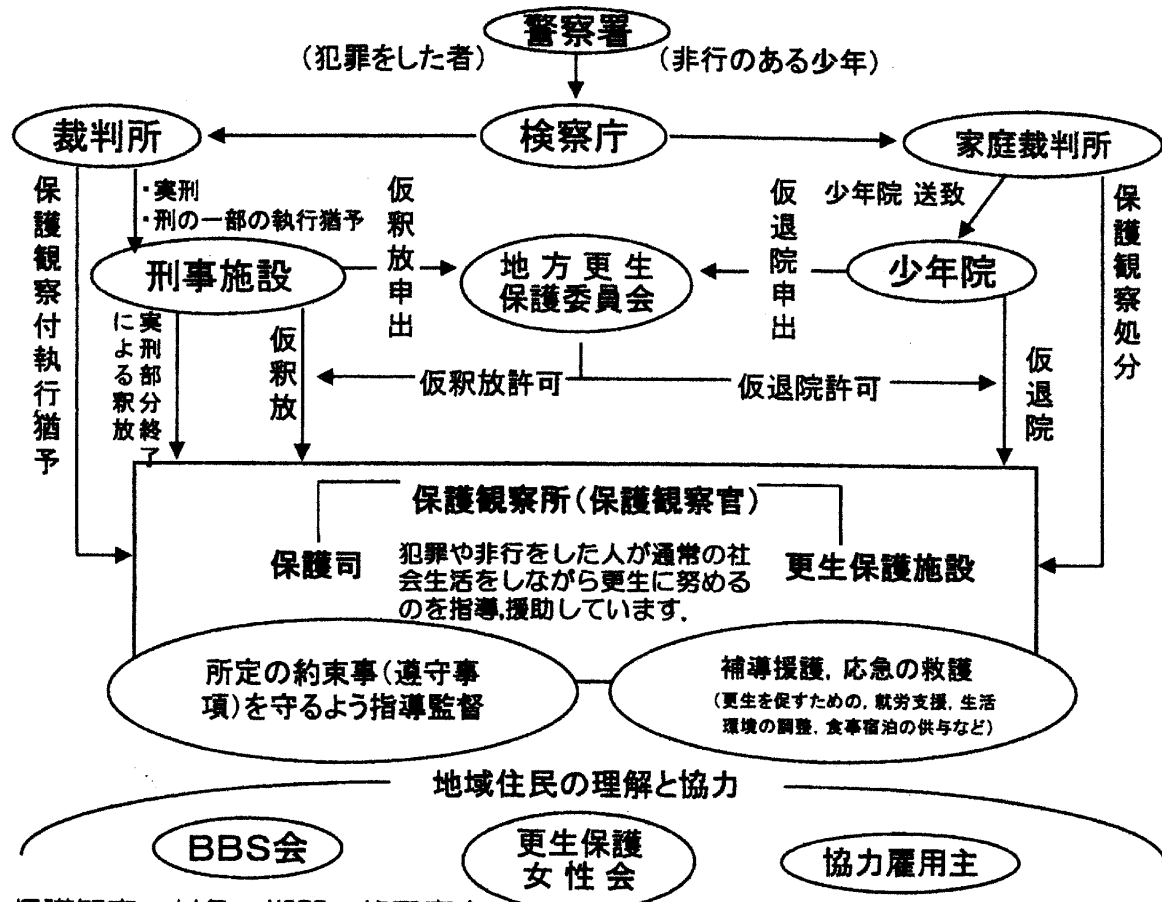 警察署
(犯罪をした者)
(非行のある少年)
裁判所
検察庁
家庭裁判所
保護観察付執行猶予
・実刑
・刑の一部の執行猶予
仮釈放申出
仮退院申出
少年院 送致
保護観察処分
刑事施設
地方更生
保護委員会
少年院
実刑部分終了
による釈放
仮釈放
仮釈放許可
仮退院許可
仮退院
保護観察所(保護観察官)
保護司
犯罪や非行をした人が通常の社
会生活をしながら更生に努める
のを指導,援助しています.
更生保護施設
所定の約束事(遵守事
項)を守るよう指導監督
補導援護, 応急の救護
(更生を促すための, 就労支援, 生活
環境の調整, 食事宿泊の供与など)
地域住民の理解と協力
BBS会
更生保護
女性会
協力雇用主